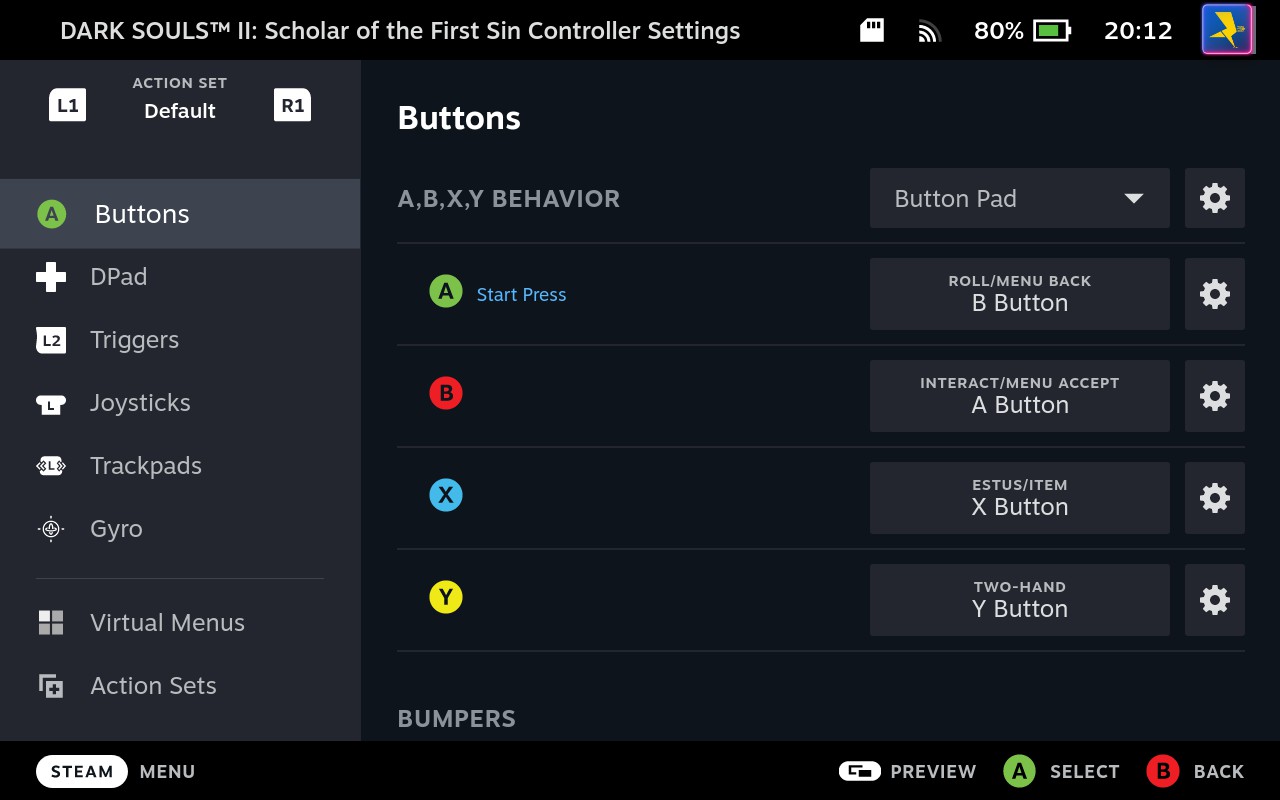 DARK SOULS™ II: Scholar of the First Sin Controller Settings
80%
20:12
L1
ACTION SET
Default
R1
A
Buttons
DPad
L2
Triggers
L
Joysticks
L
Trackpads
Gyro
Virtual Menus
Action Sets
Buttons
A,B,X,Y BEHAVIOR
Button Pad
A
Start Press
ROLL/MENU BACK
B Button
B
INTERACT/MENU ACCEPT
A Button
X
ESTUS/ITEM
X Button
Y
TWO-HAND
Y Button
BUMPERS
STEAM
MENU
PREVIEW
A
SELECT
B
BACK